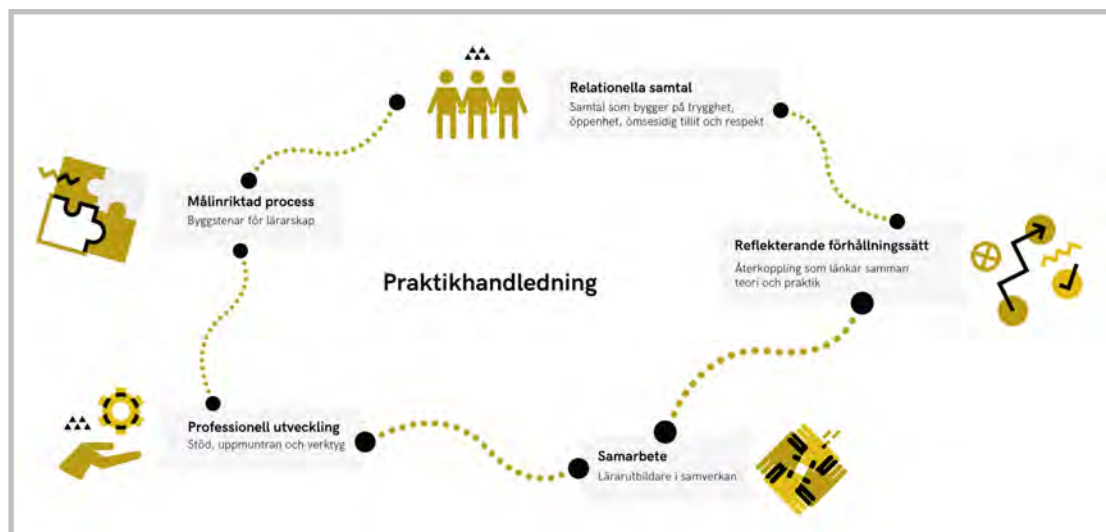 Relationella samtal
Samtal som bygger på trygghet,
öppenhet, ömsesidig tillit och respekt
Målinriktad process
Byggstenar för lärarskap
Reflekterande förhållningssätt
Återkoppling som länkar samman
teori och praktik
Praktikhandledning
Professionell utveckling
Stöd, uppmuntran och verktyg
Samarbete
Lärarutbildare i samverkan